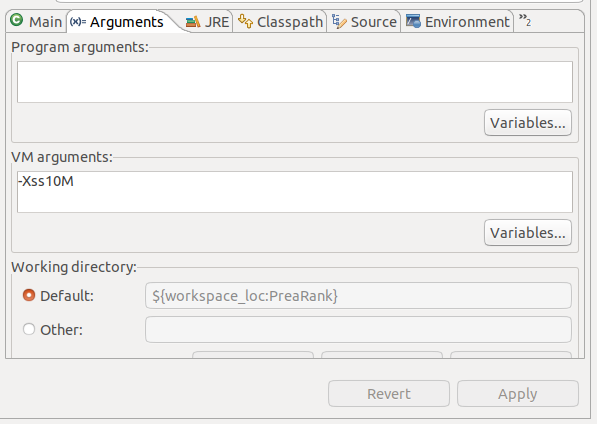 Main (x)= Arguments JRE Classpath Source Environment »2
Program arguments:
Variables...
VM arguments:
-Xss10M
Variables...
Working directory:
Default: ${workspace_loc:PreaRank}
Other:
Revert Apply